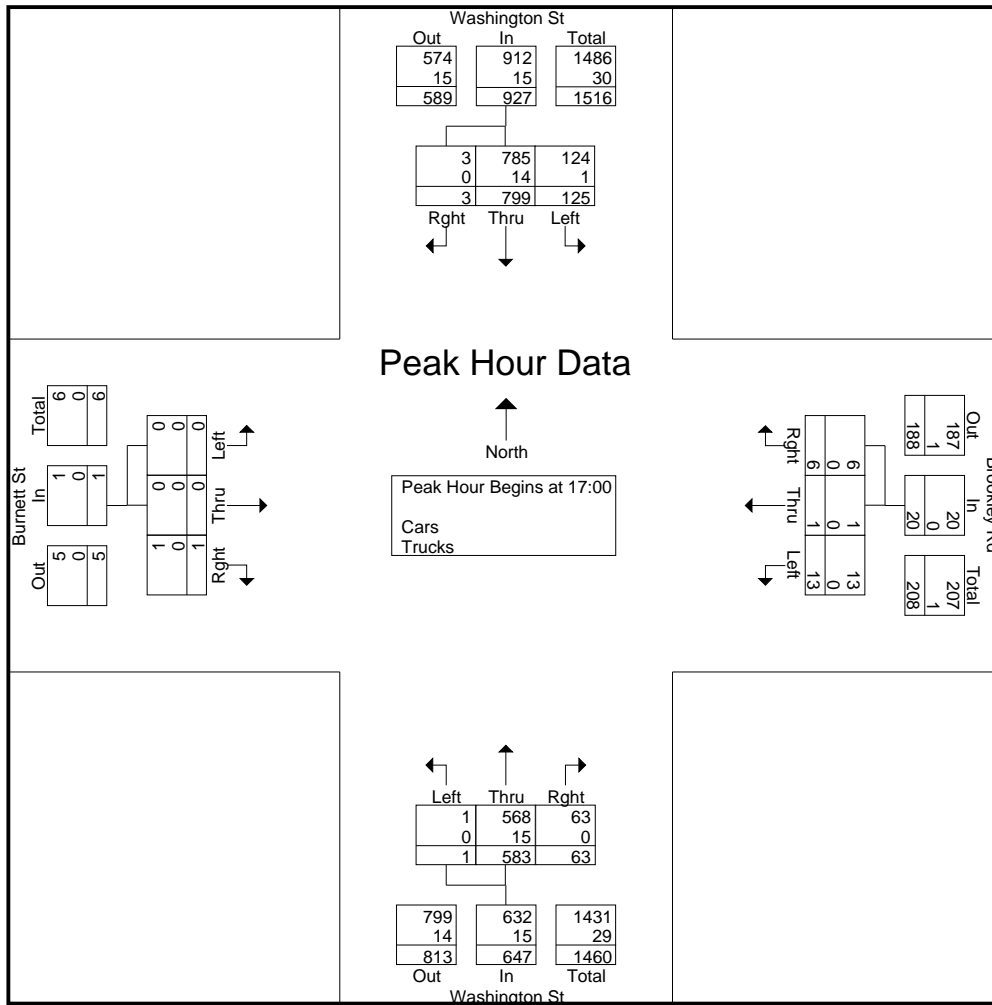 Washington St
Out In Total
574 912 1486
15 15 30
589 927 1516
3 785 124
0 14 1
3 799 125
Rght Thru Left
Peak Hour Data
North
Peak Hour Begins at 17:00
Cars
Trucks
Burnett St
Total In Out
6 1 5
0 0 0
6 1 5
0 0 1
0 0 0
0 0 1
Left Thru Rght
Out In Total
187 20 207
1 0 1
188 20 208
6 1 13
0 0 0
6 1 13
Rght Thru Left
Left Thru Rght
1 568 63
0 15 0
1 583 63
799 632 1431
14 15 29
813 647 1460
Out In Total
Washington St